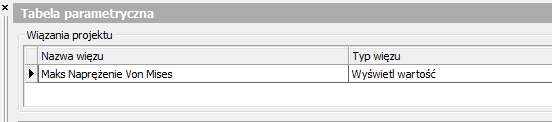 Tabela parametryczna
Wiązania projektu
Nazwa więzu Typ więzu
Maks Naprężenie Von Mises Wyświetl wartość